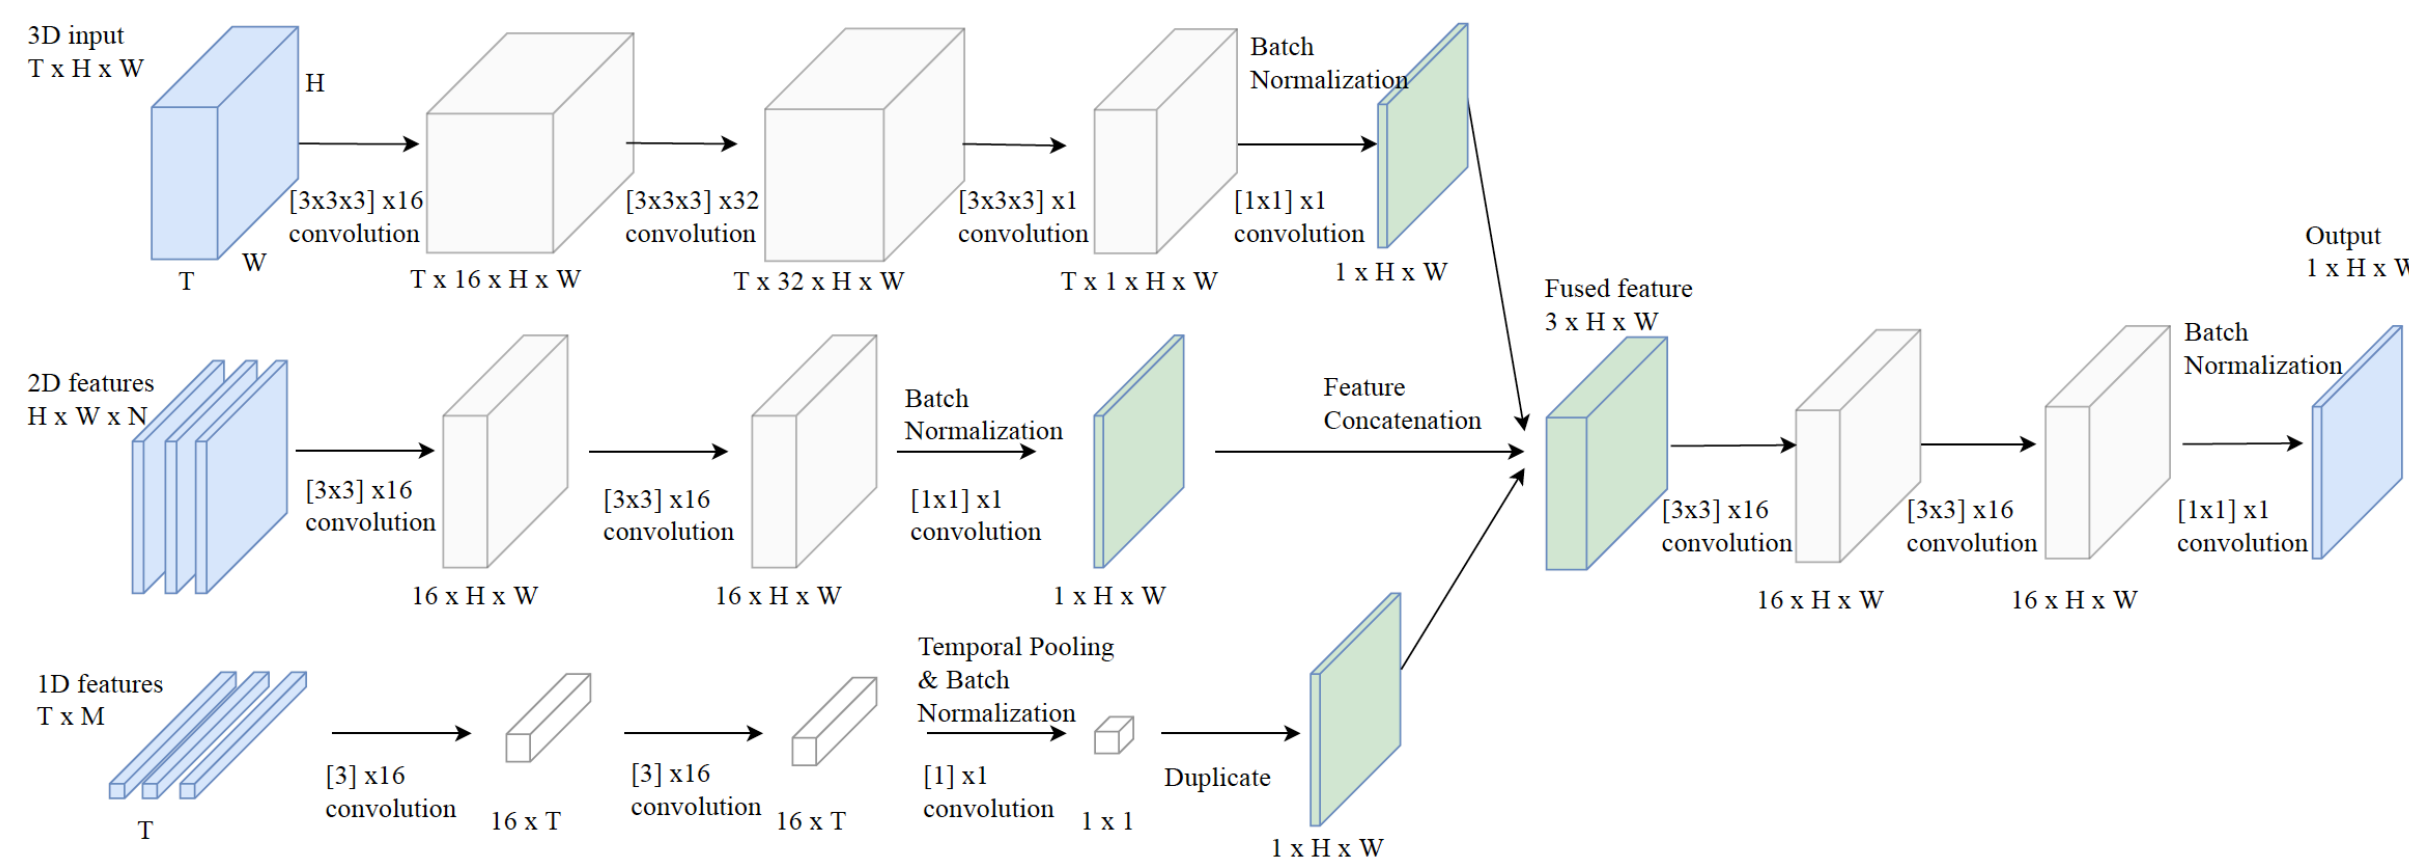 3D input
T x H x W
H
W
T
[3x3x3] x16
convolution
T x 16 x H x W
[3x3x3] x32
convolution
T x 32 x H x W
[3x3x3] x1
convolution
T x 1 x H x W
Batch
Normalization
[1x1] x1
convolution
1 x H x W
2D features
H x W x N
[3x3] x16
convolution
16 x H x W
[3x3] x16
convolution
16 x H x W
Batch
Normalization
[1x1] x1
convolution
1 x H x W
Feature
Concatenation
1D features
T x M
T
[3] x16
convolution
16 x T
[3] x16
convolution
16 x T
Temporal Pooling
& Batch
Normalization
[1] x1
convolution
1 x 1
Duplicate
1 x H x W
Fused feature
3 x H x W
[3x3] x16
convolution
16 x H x W
[3x3] x16
convolution
16 x H x W
Batch
Normalization
[1x1] x1
convolution
Output
1 x H x W